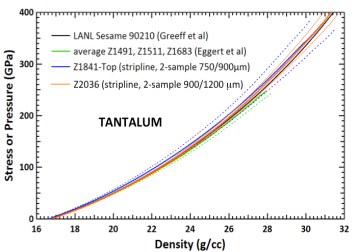 400
300
200
100
0
Stress or Pressure (GPa)
LANL Sesame 90210 (Greeff et al)
average Z1491, Z1511, Z1683 (Eggert et al)
Z1841-Top (stripline, 2-sample 750/900µm)
Z2036 (stripline, 2-sample 900/1200 µm)
TANTALUM
16 18 20 22 24 26 28 30 32
Density (g/cc)